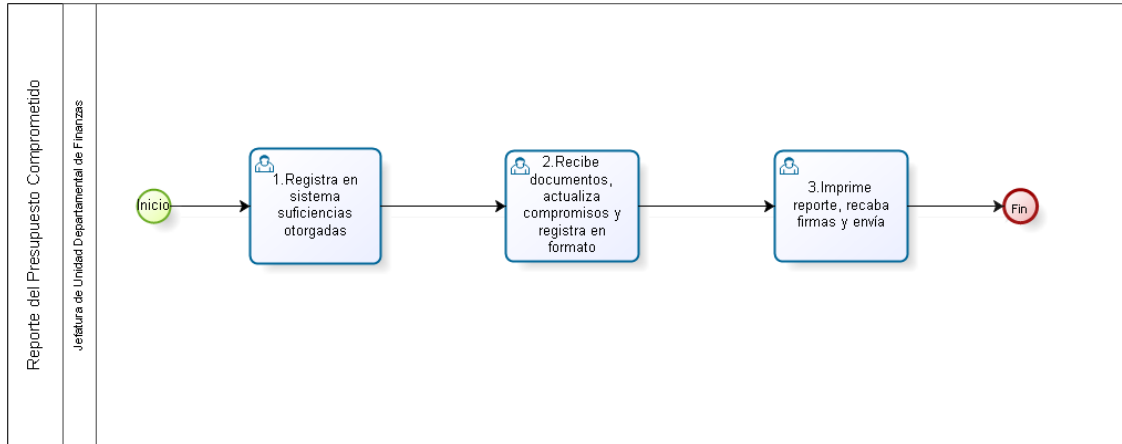 Reporte del Presupuesto Comprometido
Jefatura de Unidad Departamental de Finanzas
Inicio
1.Registra en
sistema
suficiencias
otorgadas
2.Recibe
documentos,
actualiza
compromisos y
registra en
formato
3.Imprime
reporte, recaba
firmas y envía
Fin